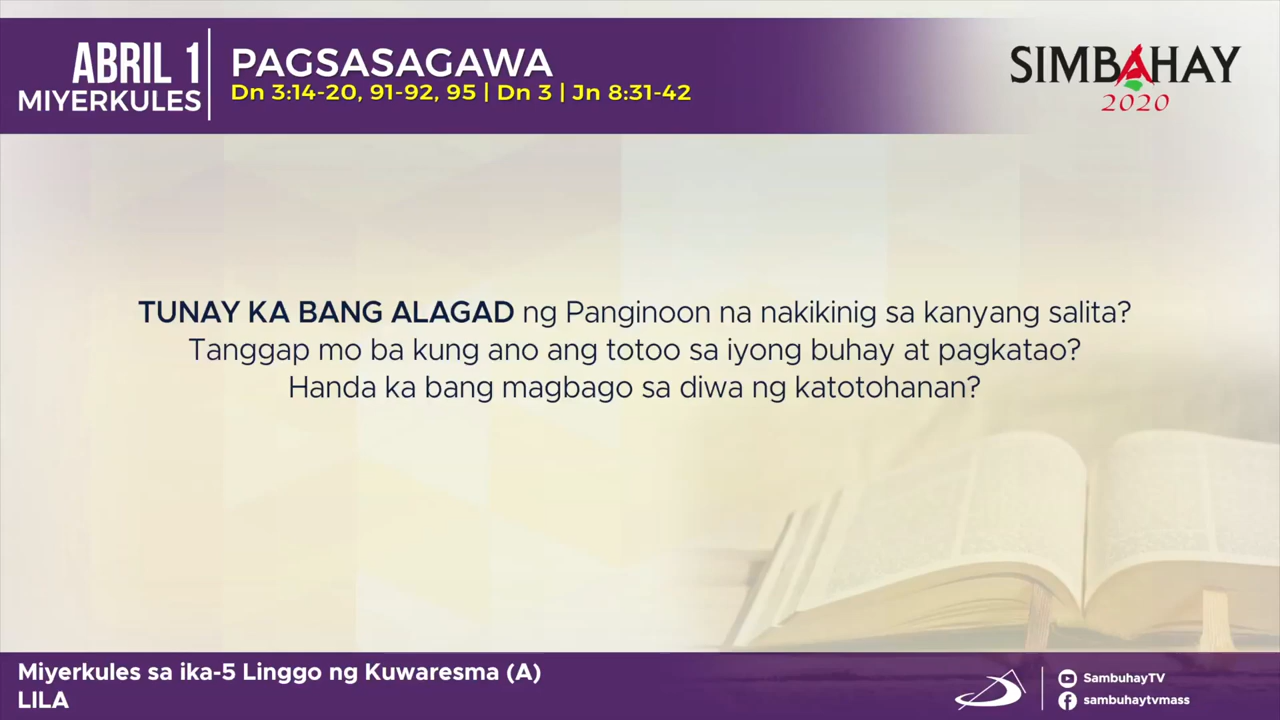 ABRIL 1
MIYERKULES
PAGSASAGAWA
Dn 3:14-20, 91-92, 95 | Dn 3 | Jn 8:31-42
SIMBAHAY
2020
TUNAY KA BANG ALAGAD ng Panginoon na nakikinig sa kanyang salita?
Tanggap mo ba kung ano ang totoo sa iyong buhay at pagkatao?
Handa ka bang magbago sa diwa ng katotohanan?
Miyerkules sa ika-5 Linggo ng Kuwaresma (A)
LILA
SambuhayTV
sambuhaytvmass